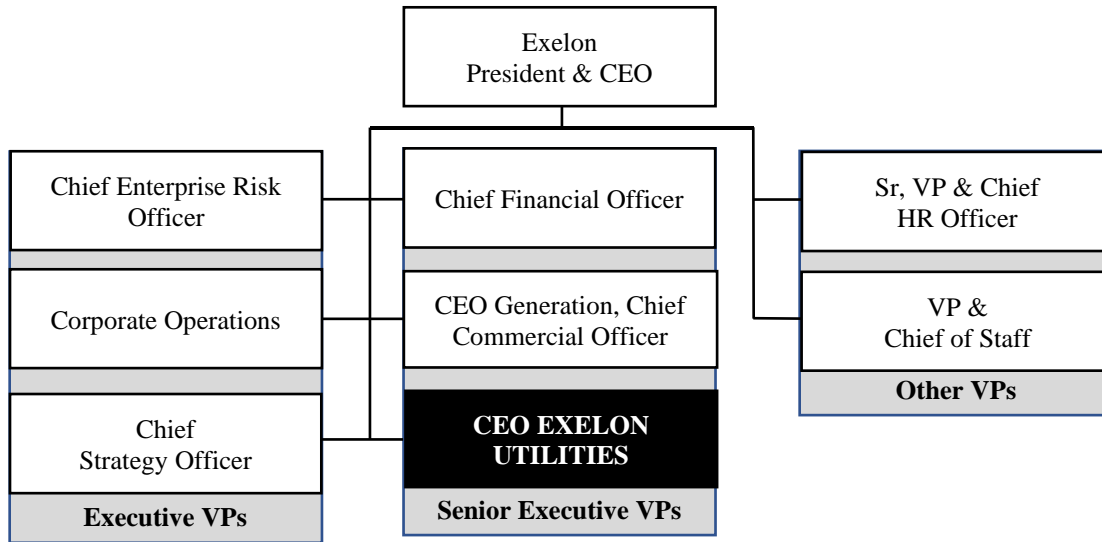 Exelon
President & CEO
Chief Enterprise Risk
Officer
Corporate Operations
Chief
Strategy Officer
Executive VPs
Chief Financial Officer
CEO Generation, Chief
Commercial Officer
CEO EXELON
UTILITIES
Senior Executive VPs
Sr, VP & Chief
HR Officer
VP &
Chief of Staff
Other VPs